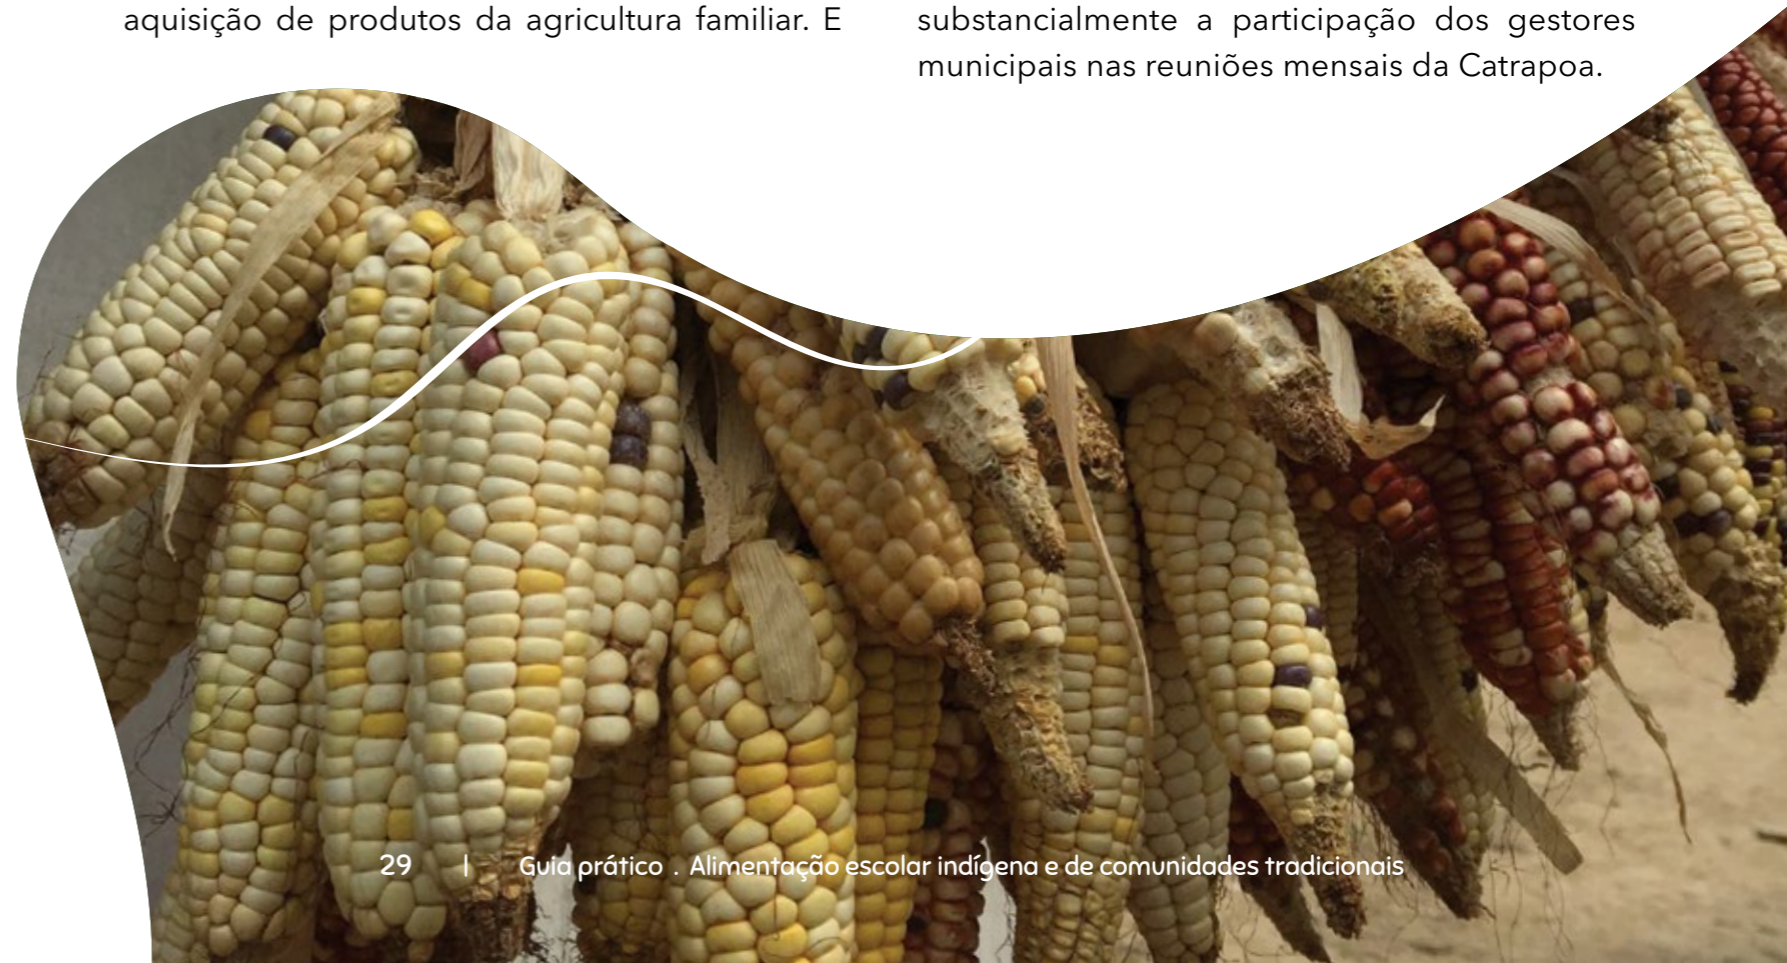 aquisição de produtos da agricultura familiar. E
substancialmente a participação dos gestores
municipais nas reuniões mensais da Catrapoa.
29 | Guia prático . Alimentação escolar indígena e de comunidades tradicionais